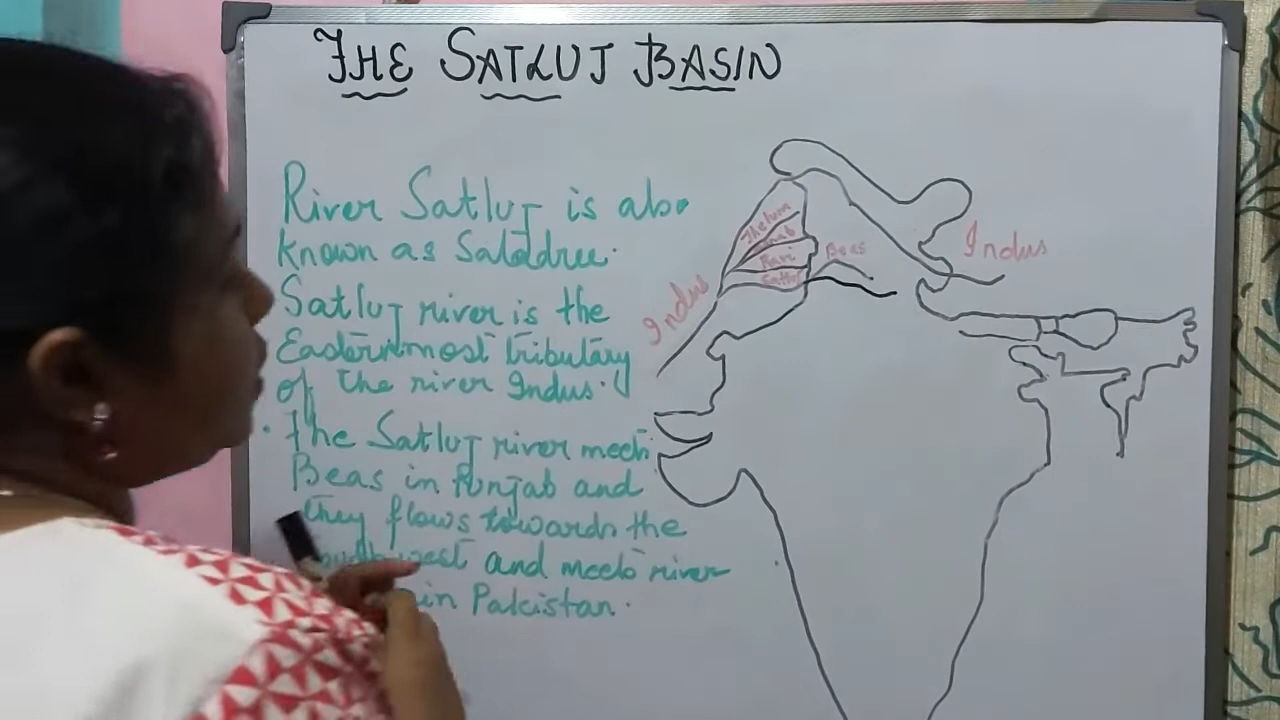 THE SATLUJ BASIN
River Satluj is also
known as Saladree.
Satluj river is the
Easternmost tributary
of the river Indus.
. The Satluj river meets
Beas in Punjab and
they flows towards the
west and meets river
in Pakistan.
Jhelum
Ravi
Satluj
Beas
Indus
Indus